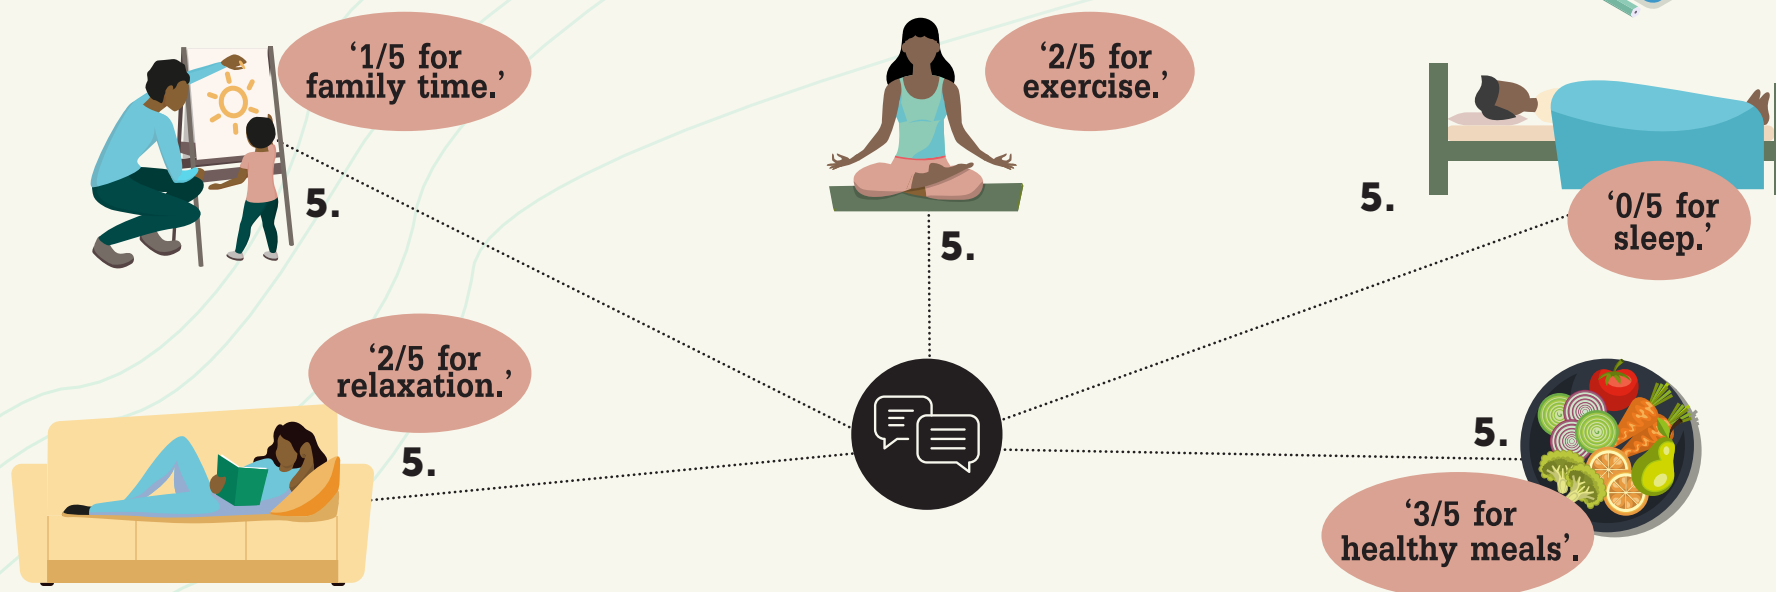 ‘1/5 for
family time.’
5.
‘2/5 for
exercise.’
5.
5.
‘0/5 for
sleep.’
‘2/5 for
relaxation.’
5.
5.
‘3/5 for
healthy meals’.